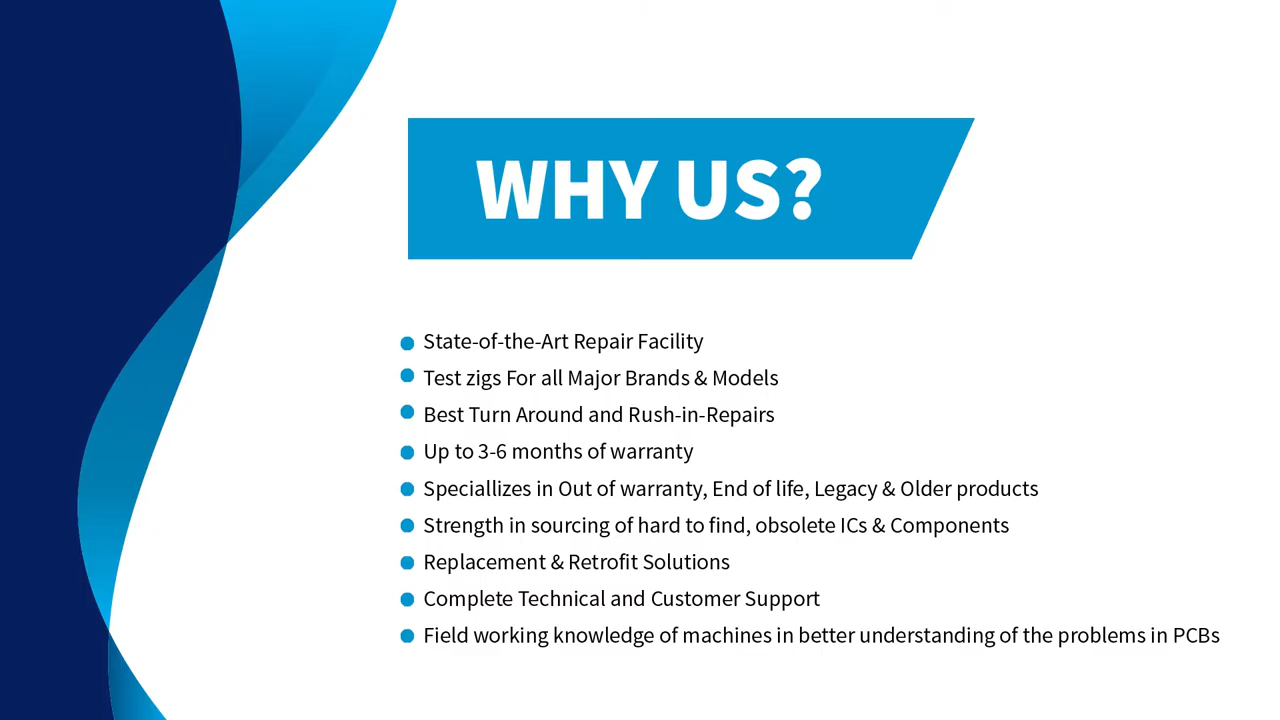 WHY US?
State-of-the-Art Repair Facility
Test zigs For all Major Brands & Models
Best Turn Around and Rush-in-Repairs
Up to 3-6 months of warranty
Speciallizes in Out of warranty, End of life, Legacy & Older products
Strength in sourcing of hard to find, obsolete ICs & Components
Replacement & Retrofit Solutions
Complete Technical and Customer Support
Field working knowledge of machines in better understanding of the problems in PCBs